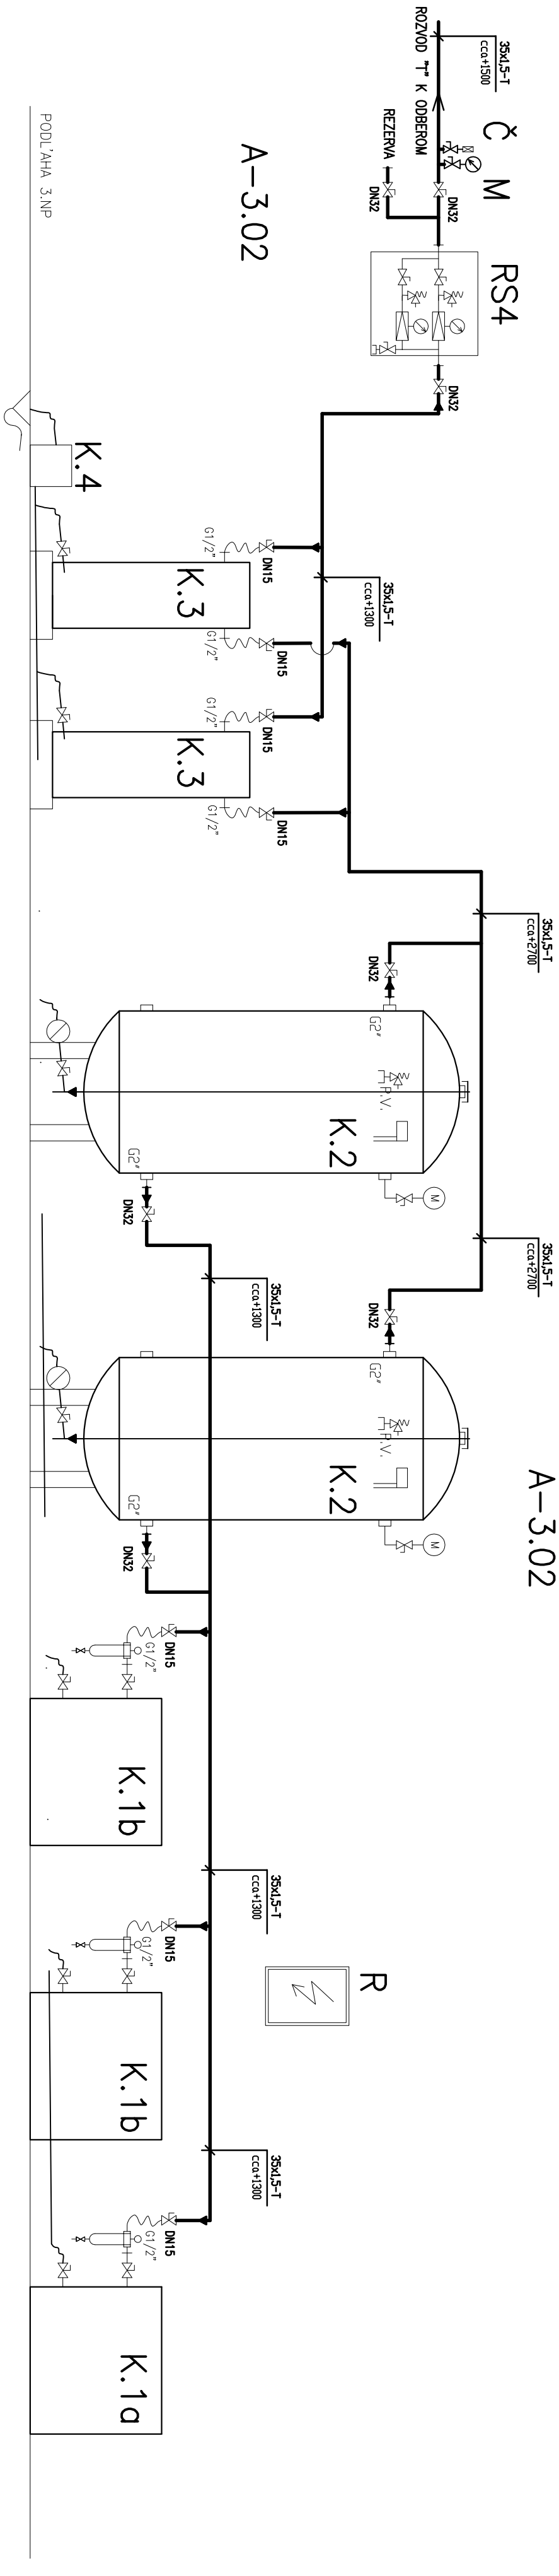 35x1,5-T
cca+1500
ROZVOD "T" K ODBEROM
Č
M
DN32
REZERVA
DN32
A-3.02
RS4
DN32
PODL'AHA 3.NP
K.4
G1/2"
DN15
K.3
35x1,5-T
cca+1300
G1/2"
DN15
G1/2"
DN15
K.3
G1/2"
DN15
35x1,5-T
cca+2700
DN32
G2"
P.V.
K.2
M
G2"
DN32
35x1,5-T
cca+2700
35x1,5-T
cca+1300
DN32
G2"
P.V.
K.2
M
G2"
DN32
A-3.02
DN15
G1/2"
K.1b
35x1,5-T
cca+1300
DN15
G1/2"
K.1b
R
35x1,5-T
cca+1300
DN15
G1/2"
K.1a